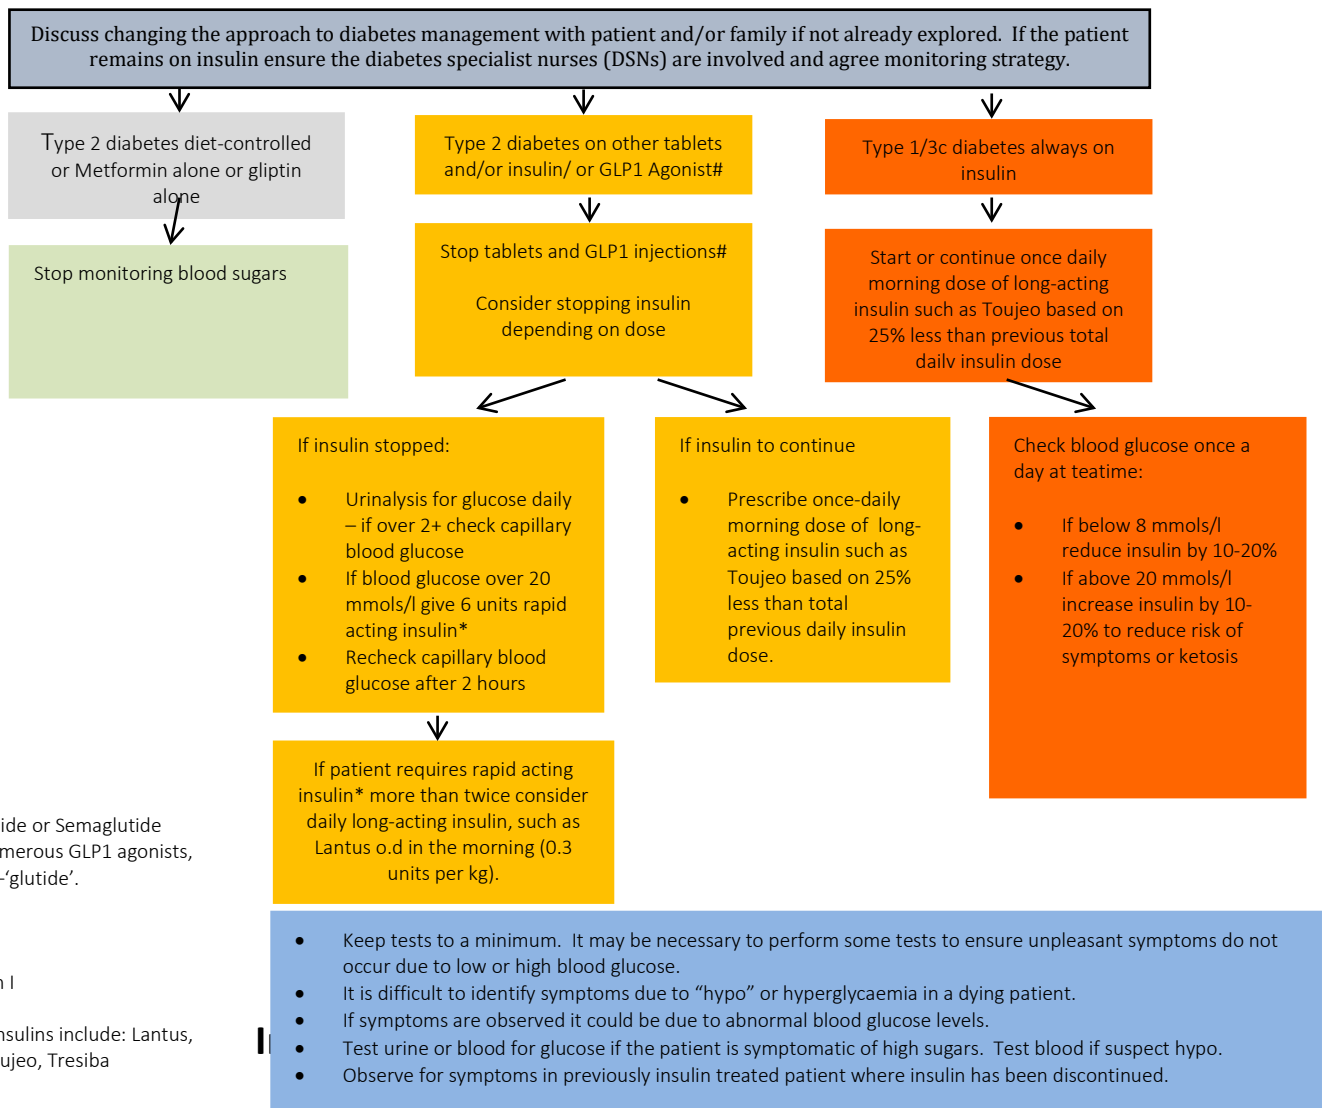 Discuss changing the approach to diabetes management with patient and/or family if not already explored.  If the patient
remains on insulin ensure the diabetes specialist nurses (DSNs) are involved and agree monitoring strategy.
Type 2 diabetes diet-controlled
or Metformin alone or gliptin
alone
Stop monitoring blood sugars
Type 2 diabetes on other tablets
and/or insulin/ or GLP1 Agonist#
Stop tablets and GLP1 injections#
Consider stopping insulin
depending on dose
Type 1/3c diabetes always on
insulin
Start or continue once daily
morning dose of long-acting
insulin such as Toujeo based on
25% less than previous total
daily insulin dose
If insulin stopped:
• Urinalysis for glucose daily
– if over 2+ check capillary
blood glucose
• If blood glucose over 20
mmols/l give 6 units rapid
acting insulin*
• Recheck capillary blood
glucose after 2 hours
If insulin to continue
• Prescribe once-daily
morning dose of  long-
acting insulin such as
Toujeo based on 25%
less than total
previous daily insulin
dose.
Check blood glucose once a
day at teatime:
• If below 8 mmols/l
reduce insulin by 10-20%
• If above 20 mmols/l
increase insulin by 10-
20% to reduce risk of
symptoms or ketosis
If patient requires rapid acting
insulin* more than twice consider
daily long-acting insulin, such as
Lantus o.d in the morning (0.3
units per kg).
ide or Semaglutide
merous GLP1 agonists,
-‘glutide’.
n I
nsulins include: Lantus,
ujeo, Tresiba
• Keep tests to a minimum.  It may be necessary to perform some tests to ensure unpleasant symptoms do not
occur due to low or high blood glucose.
• It is difficult to identify symptoms due to “hypo” or hyperglycaemia in a dying patient.
• If symptoms are observed it could be due to abnormal blood glucose levels.
• Test urine or blood for glucose if the patient is symptomatic of high sugars.  Test blood if suspect hypo.
• Observe for symptoms in previously insulin treated patient where insulin has been discontinued.